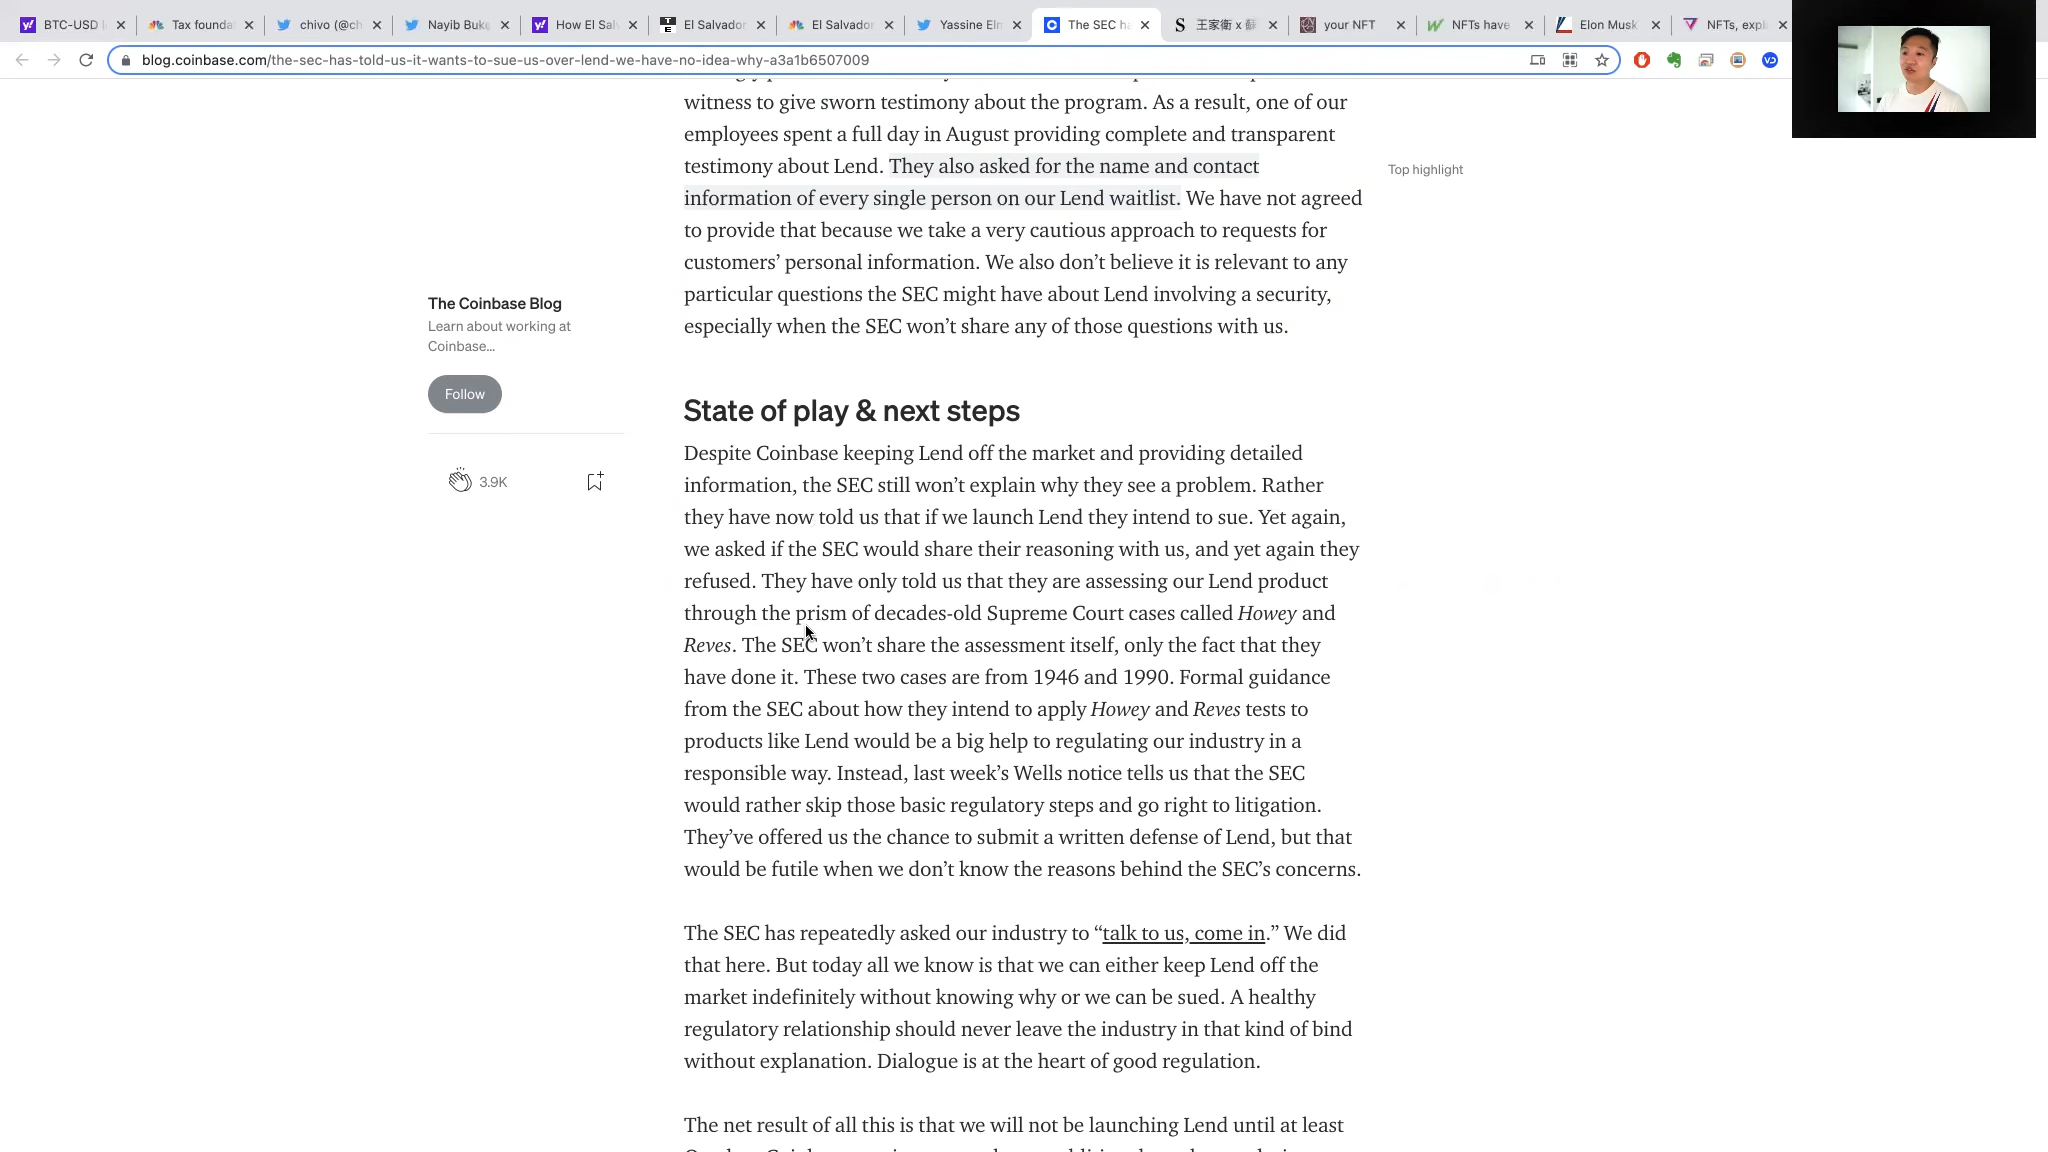 BTC-USD
Tax founda
chivo (@ch
Nayib Buk
How El Sal
El Salvador
El Salvador
Yassine Eln
The SEC ha
王家衛 x 蘇
your NFT
NFTs have
Elon Musk
NFTs, expl
blog.coinbase.com/the-sec-has-told-us-it-wants-to-sue-us-over-lend-we-have-no-idea-why-a3a1b6507009
witness to give sworn testimony about the program. As a result, one of our
employees spent a full day in August providing complete and transparent
testimony about Lend. They also asked for the name and contact
Top highlight
information of every single person on our Lend waitlist. We have not agreed
to provide that because we take a very cautious approach to requests for
customers’ personal information. We also don’t believe it is relevant to any
particular questions the SEC might have about Lend involving a security,
especially when the SEC won’t share any of those questions with us.
The Coinbase Blog
Learn about working at
Coinbase...
Follow
3.9K
State of play & next steps
Despite Coinbase keeping Lend off the market and providing detailed
information, the SEC still won’t explain why they see a problem. Rather
they have now told us that if we launch Lend they intend to sue. Yet again,
we asked if the SEC would share their reasoning with us, and yet again they
refused. They have only told us that they are assessing our Lend product
through the prism of decades-old Supreme Court cases called Howey and
Reves. The SEC won’t share the assessment itself, only the fact that they
have done it. These two cases are from 1946 and 1990. Formal guidance
from the SEC about how they intend to apply Howey and Reves tests to
products like Lend would be a big help to regulating our industry in a
responsible way. Instead, last week’s Wells notice tells us that the SEC
would rather skip those basic regulatory steps and go right to litigation.
They’ve offered us the chance to submit a written defense of Lend, but that
would be futile when we don’t know the reasons behind the SEC’s concerns.
The SEC has repeatedly asked our industry to “talk to us, come in.” We did
that here. But today all we know is that we can either keep Lend off the
market indefinitely without knowing why or we can be sued. A healthy
regulatory relationship should never leave the industry in that kind of bind
without explanation. Dialogue is at the heart of good regulation.
The net result of all this is that we will not be launching Lend until at least